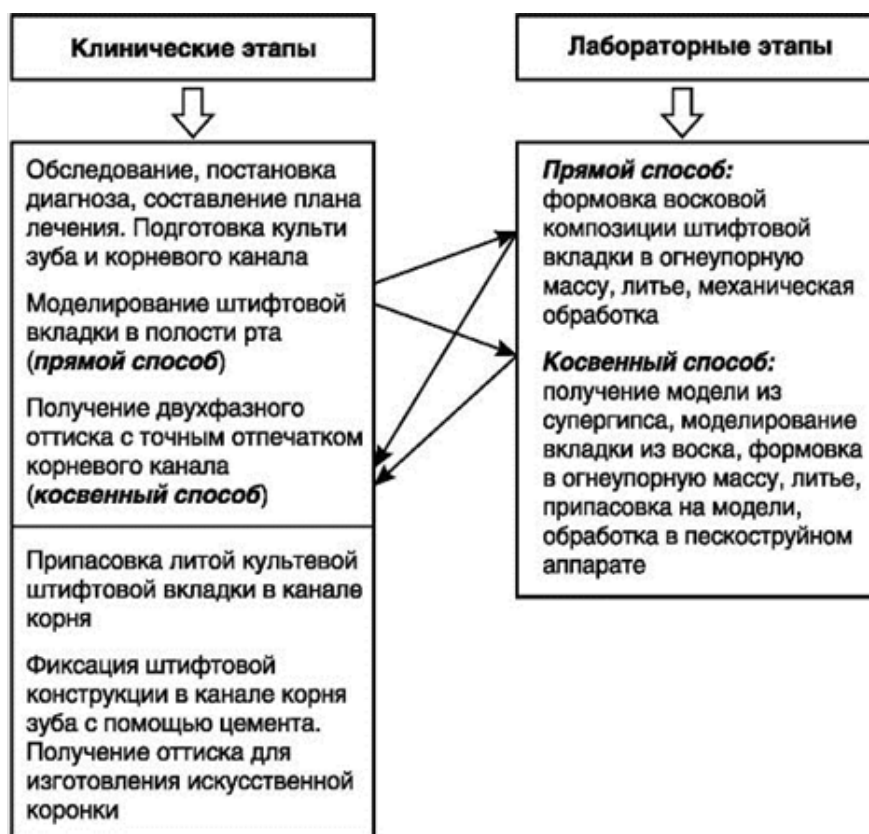 Клинические этапы
Обследование, постановка
диагноза, составление плана
лечения. Подготовка культи
зуба и корневого канала
Моделирование штифтовой
вкладки в полости рта
(прямой способ)
Получение двухфазного
оттиска с точным отпечатком
корневого канала
(косвенный способ)
Припасовка литой культевой
штифтовой вкладки в канале
корня
Фиксация штифтовой
конструкции в канале корня
зуба с помощью цемента.
Получение оттиска для
изготовления искусственной
коронки
Лабораторные этапы
Прямой способ:
формовка восковой
композиции штифтовой
вкладки в огнеупорную
массу, литье, механическая
обработка
Косвенный способ:
получение модели из
супергипса, моделирование
вкладки из воска, формовка
в огнеупорную массу, литье,
припасовка на модели,
обработка в пескоструйном
аппарате